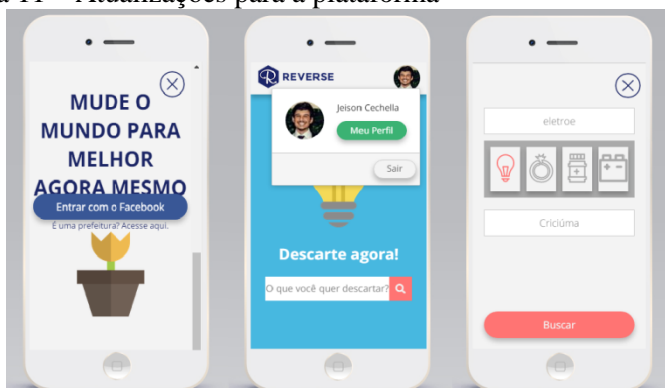 a 11 – Atualizações para a plataforma
MUDE O
MUNDO PARA
MELHOR
AGORA MESMO
Entrar com o Facebook
É uma prefeitura? Acesse aqui.
REVERSE
Jeison Cechella
Meu Perfil
Sair
Descarte agora!
O que você quer descartar?
eletroe
Criciúma
Buscar